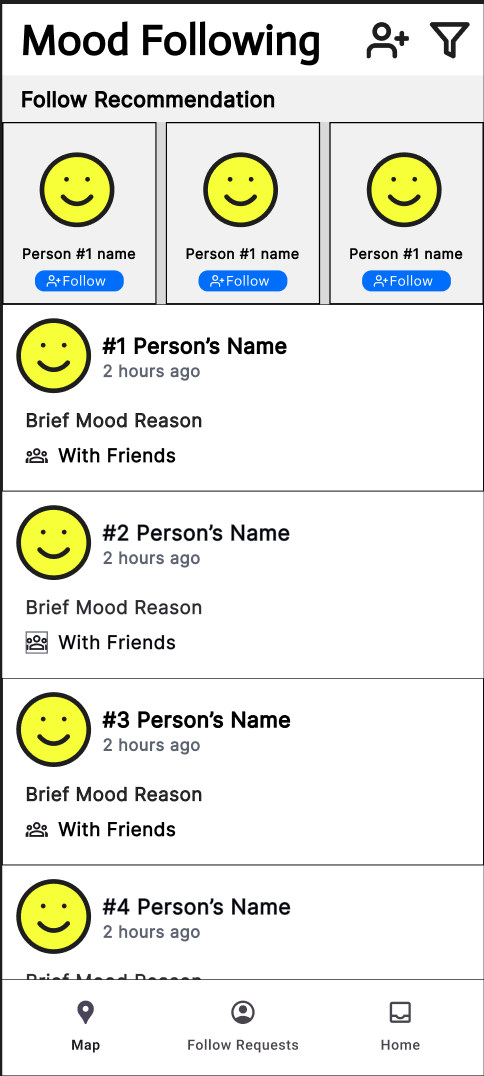 Mood Following
Follow Recommendation
Person #1 name
Person #1 name
Person #1 name
Follow
Follow
Follow
#1 Person’s Name
2 hours ago
Brief Mood Reason
With Friends
#2 Person’s Name
2 hours ago
Brief Mood Reason
With Friends
#3 Person’s Name
2 hours ago
Brief Mood Reason
With Friends
#4 Person’s Name
2 hours ago
Brief Mood Reason
Map
Follow Requests
Home